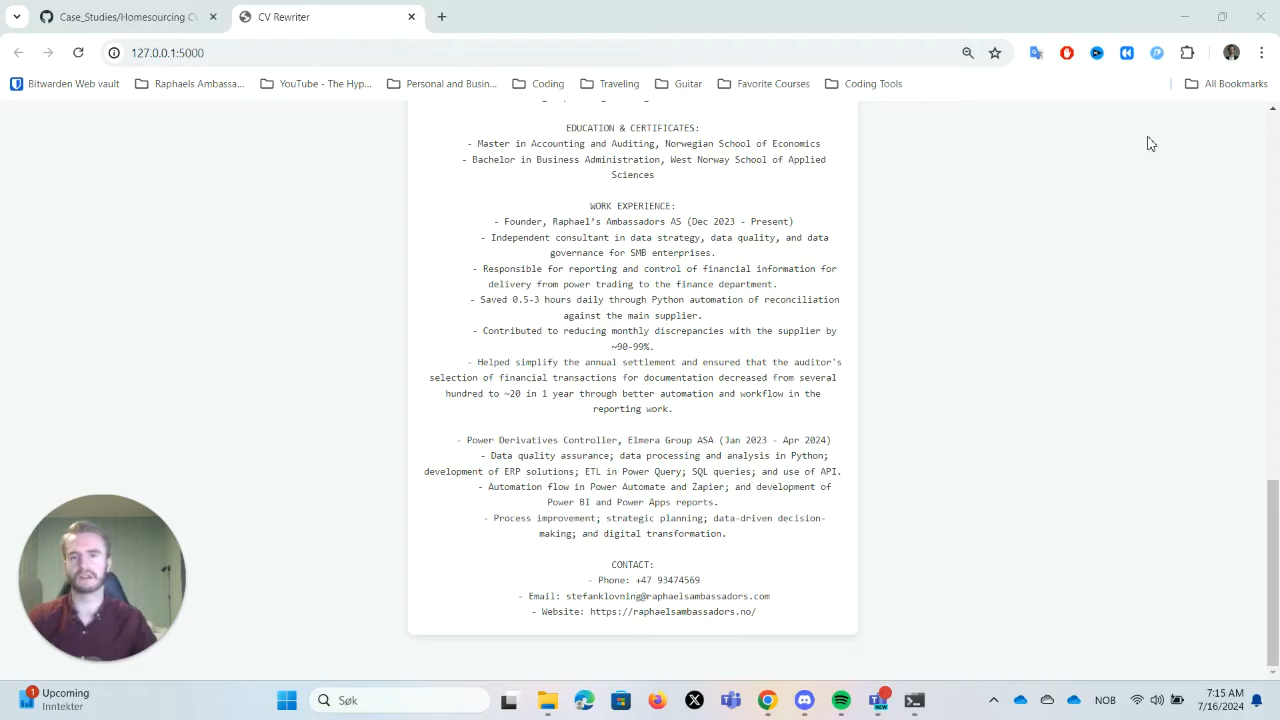 Case_Studies/Homesourcing CV
CV Rewriter
127.0.0.1:5000
Bitwarden Web vault
Raphaels Ambassa...
YouTube - The Hyp...
Personal and Busin...
Coding
Traveling
Guitar
Favorite Courses
Coding Tools
All Bookmarks
EDUCATION & CERTIFICATES:
- Master in Accounting and Auditing, Norwegian School of Economics
- Bachelor in Business Administration, West Norway School of Applied
Sciences
WORK EXPERIENCE:
- Founder, Raphael's Ambassadors AS (Dec 2023 - Present)
- Independent consultant in data strategy, data quality, and data
governance for SMB enterprises.
- Responsible for reporting and control of financial information for
delivery from power trading to the finance department.
- Saved 0.5-3 hours daily through Python automation of reconciliation
against the main supplier.
- Contributed to reducing monthly discrepancies with the supplier by
~90-99%.
- Helped simplify the annual settlement and ensured that the auditor's
selection of financial transactions for documentation decreased from several
hundred to ~20 in 1 year through better automation and workflow in the
reporting work.
- Power Derivatives Controller, Elmera Group ASA (Jan 2023 - Apr 2024)
- Data quality assurance; data processing and analysis in Python;
development of ERP solutions; ETL in Power Query; SQL queries; and use of API.
- Automation flow in Power Automate and Zapier; and development of
Power BI and Power Apps reports.
- Process improvement; strategic planning; data-driven decision-
making; and digital transformation.
CONTACT:
- Phone: +47 93474569
- Email: stefanklovning@raphaelsambassadors.com
- Website: https://raphaelsambassadors.no/
1
Upcoming
Inntekter
Søk
NEW
NOB
7:15 AM
7/16/2024